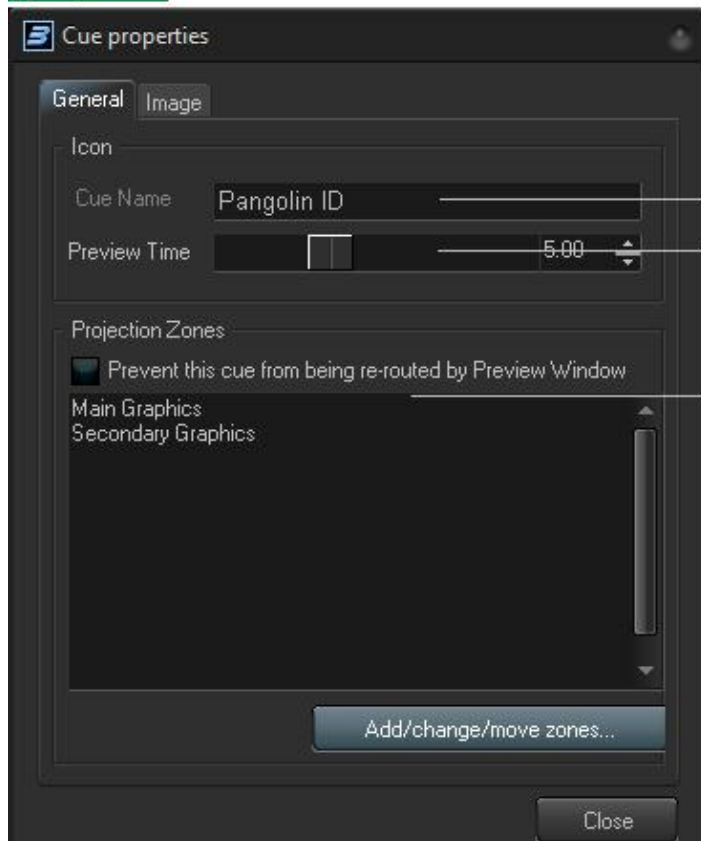 Cue properties
General Image
Icon
Cue Name Pangolin ID
Preview Time 5.00
Projection Zones
Prevent this cue from being re-routed by Preview Window
Main Graphics
Secondary Graphics
Add/change/move zones...
Close